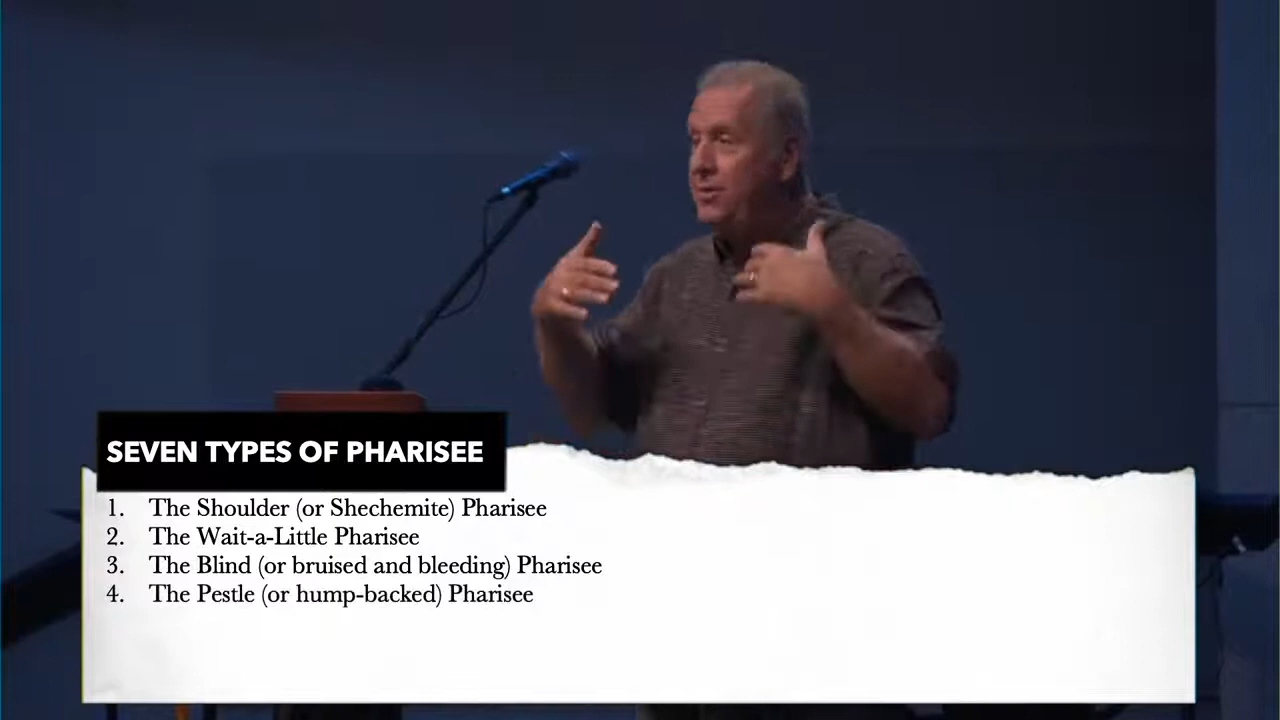 SEVEN TYPES OF PHARISEE
1. The Shoulder (or Shechemite) Pharisee
2. The Wait-a-Little Pharisee
3. The Blind (or bruised and bleeding) Pharisee
4. The Pestle (or hump-backed) Pharisee